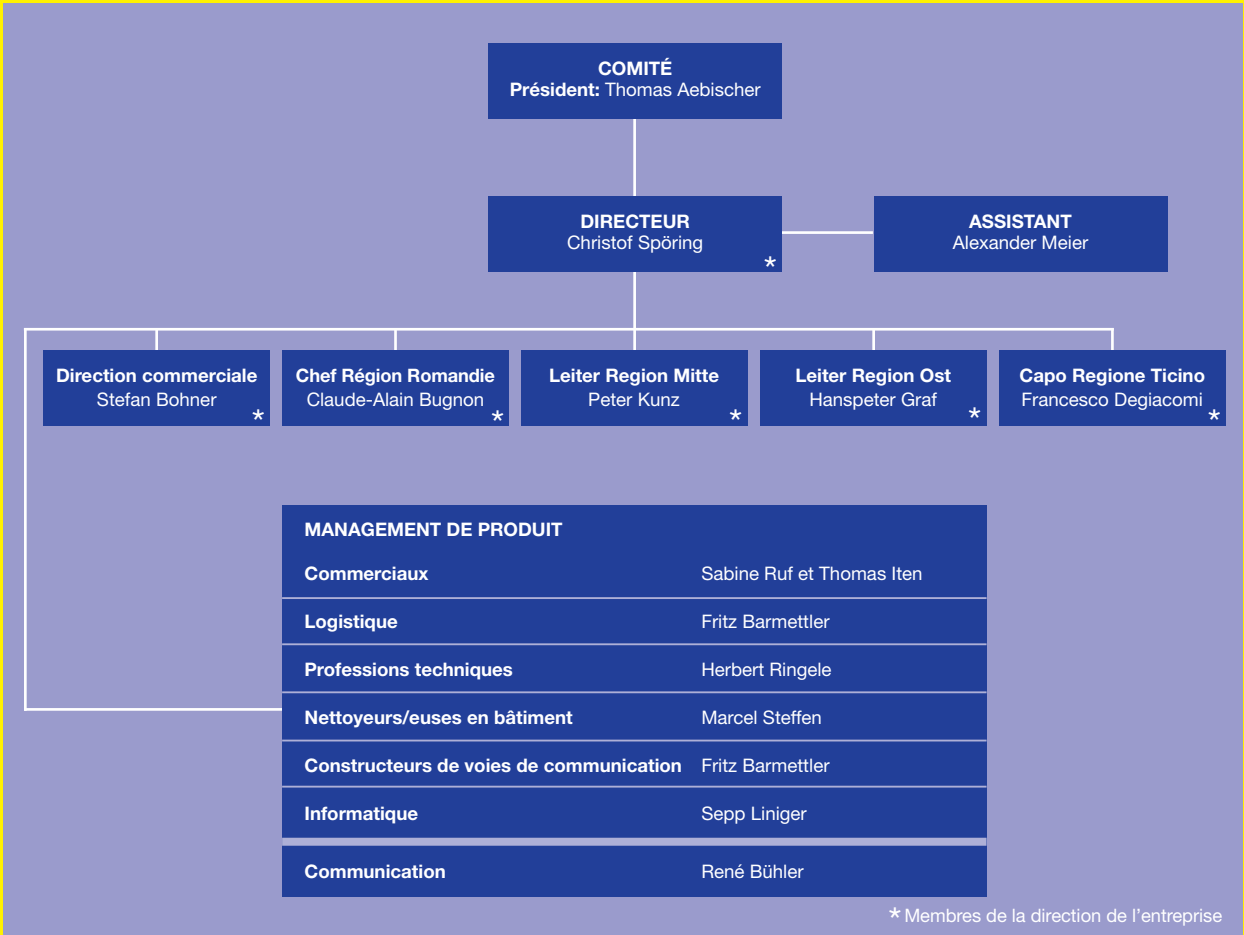 COMITÉ
Président: Thomas Aebischer
DIRECTEUR
Christof Spöring
*
ASSISTANT
Alexander Meier
Direction commerciale
Stefan Bohner
*
Chef Région Romandie
Claude-Alain Bugnon
*
Leiter Region Mitte
Peter Kunz
*
Leiter Region Ost
Hanspeter Graf
*
Capo Regione Ticino
Francesco Degiacomi
*
MANAGEMENT DE PRODUIT
Commerciaux Sabine Ruf et Thomas Iten
Logistique Fritz Barmettler
Professions techniques Herbert Ringele
Nettoyeurs/euses en bâtiment Marcel Steffen
Constructeurs de voies de communication Fritz Barmettler
Informatique Sepp Liniger
Communication René Bühler
* Membres de la direction de l'entreprise